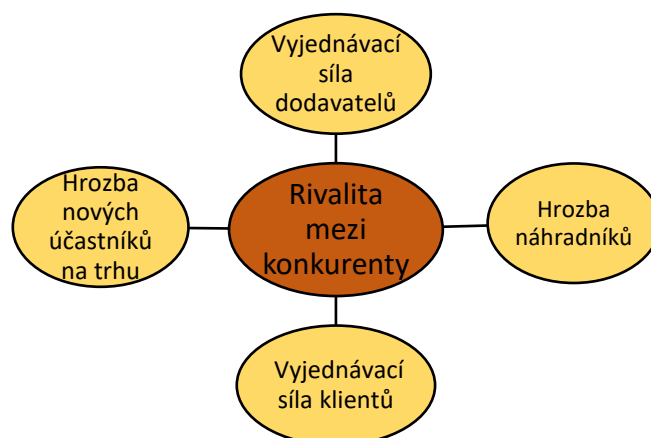 Vyjednávací
síla
dodavatelů
Hrozba
nových
účastníků
na trhu
Rivalita
mezi
konkurenty
Hrozba
náhradníků
Vyjednávací
síla klientů